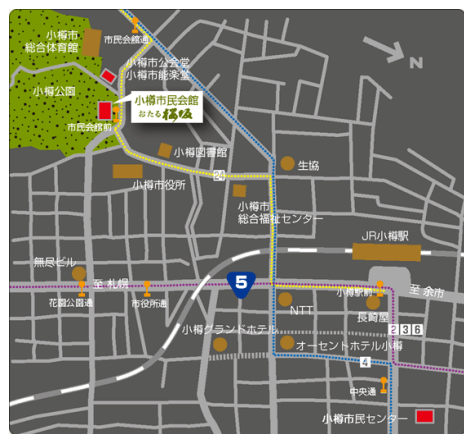 市民会館通
小樽市
総合体育館
小樽市公会堂
小樽市能楽堂
N
小樽公園
小樽市民会館
おたる 桜坂
市民会館前
小樽図書館
生協
小樽市役所
24
小樽市
総合福祉センター
JR小樽駅
無尽ビル
至 札幌
5
小樽駅前
至 余市
花園公園通
市役所通
NTT
長崎屋
小樽グランドホテル
2 3 6
オーセントホテル小樽
4
中央通
小樽市民センター